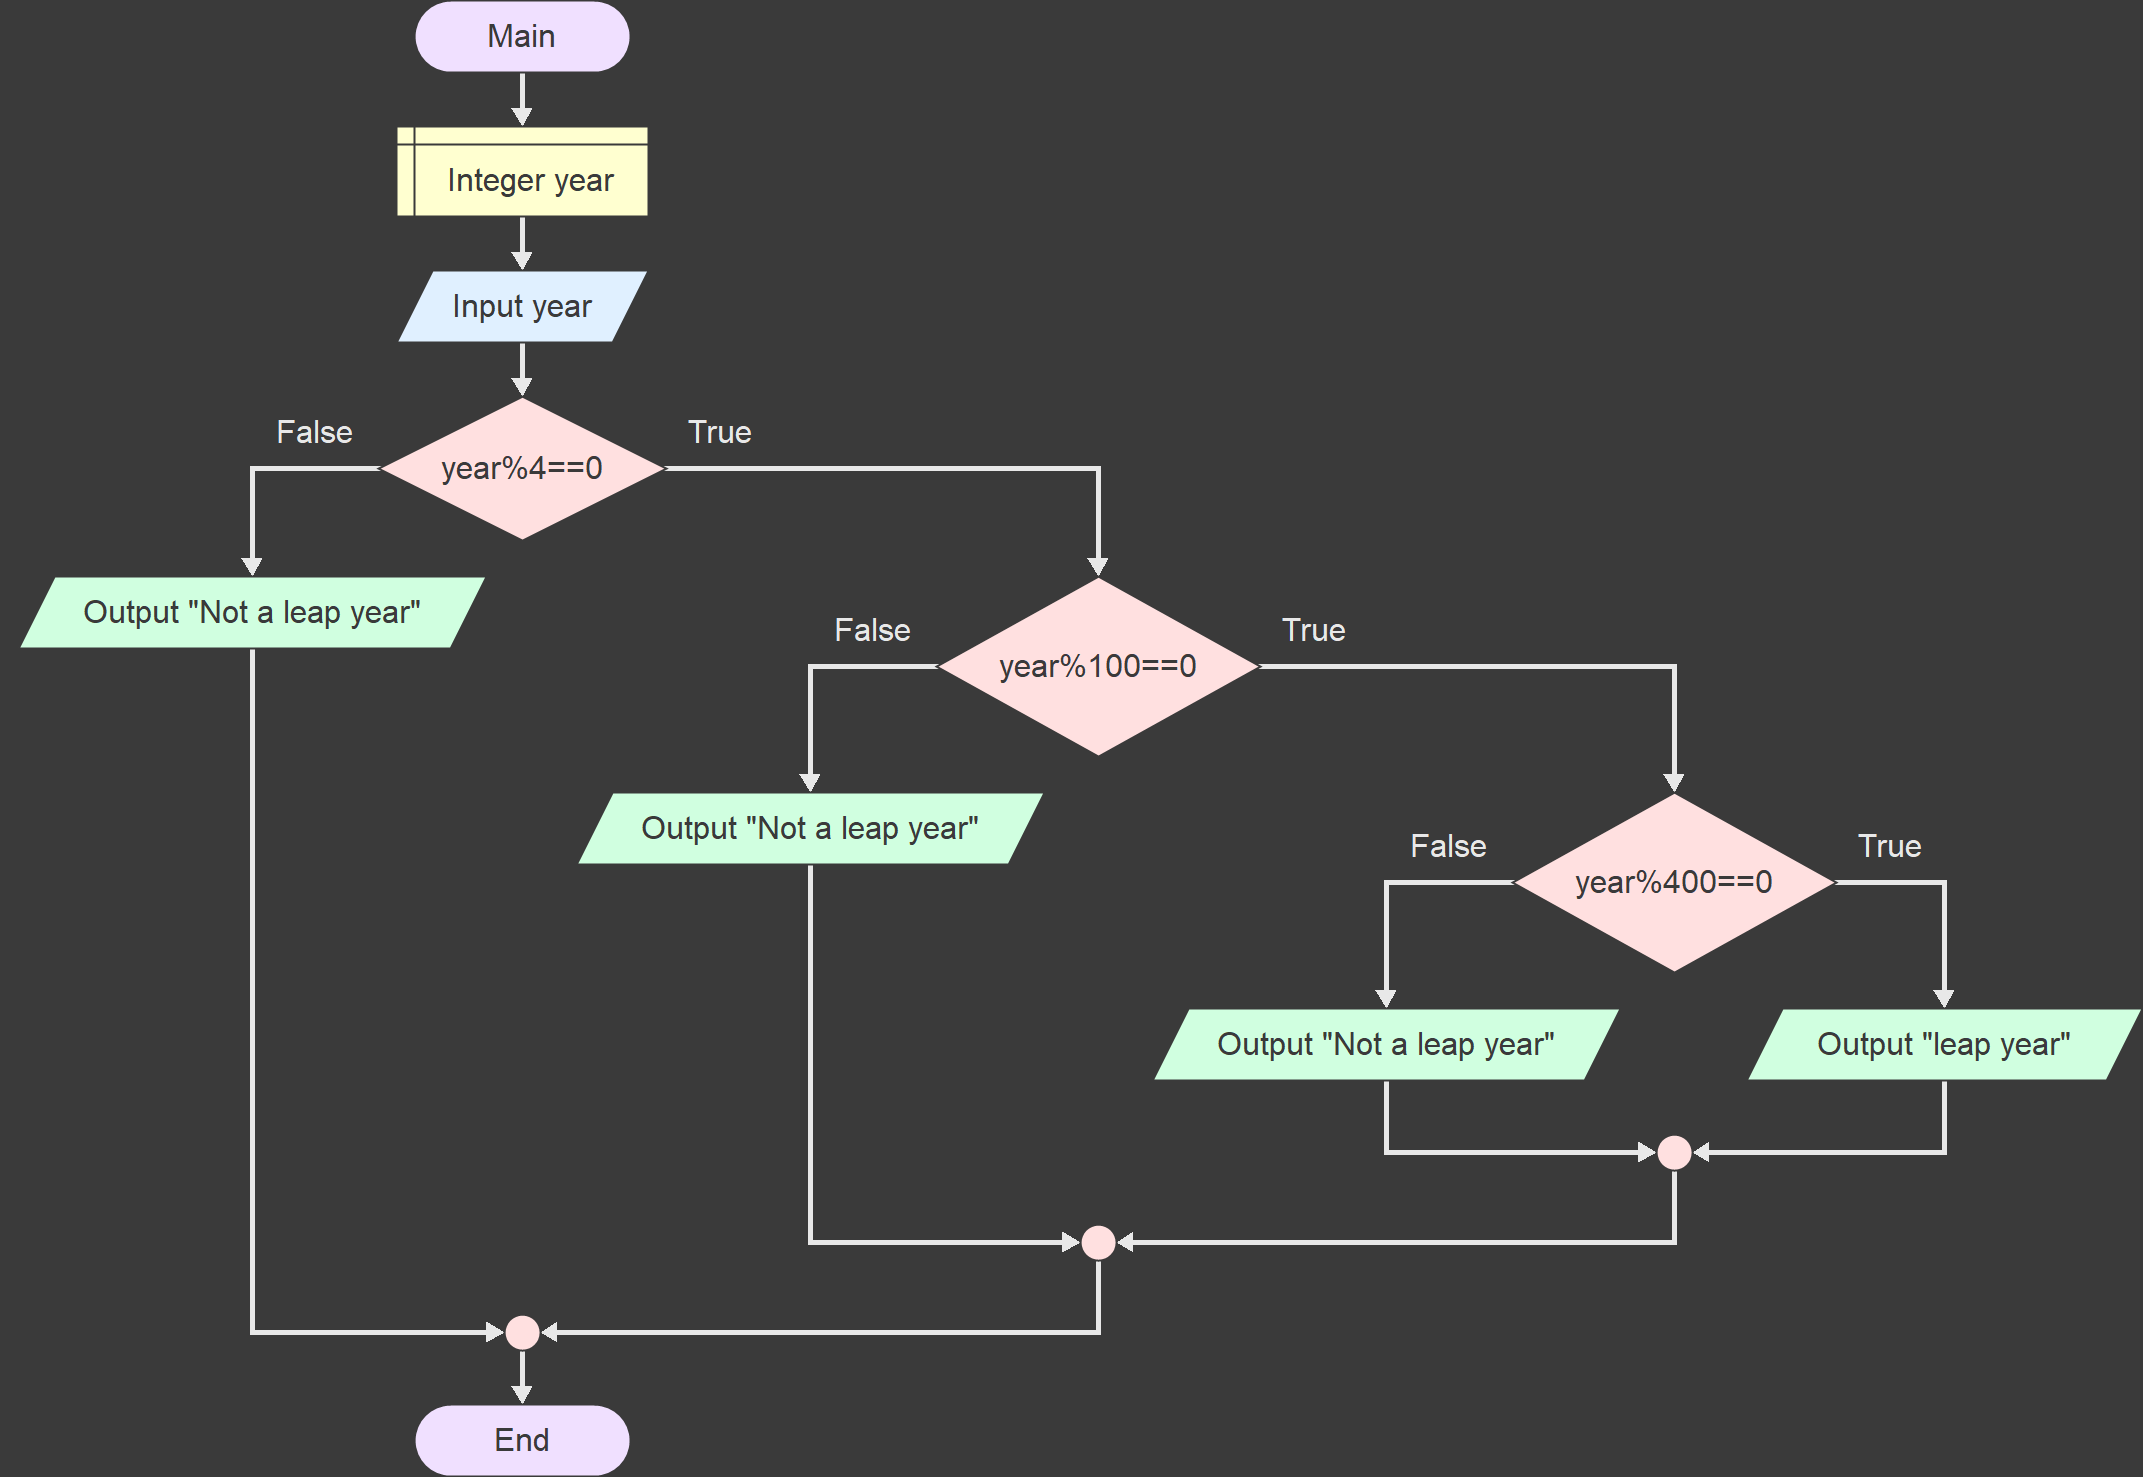 Main
Integer year
Input year
False
True
year%4==0
Output "Not a leap year"
False
True
year%100==0
Output "Not a leap year"
False
True
year%400==0
Output "Not a leap year"
Output "leap year"
End